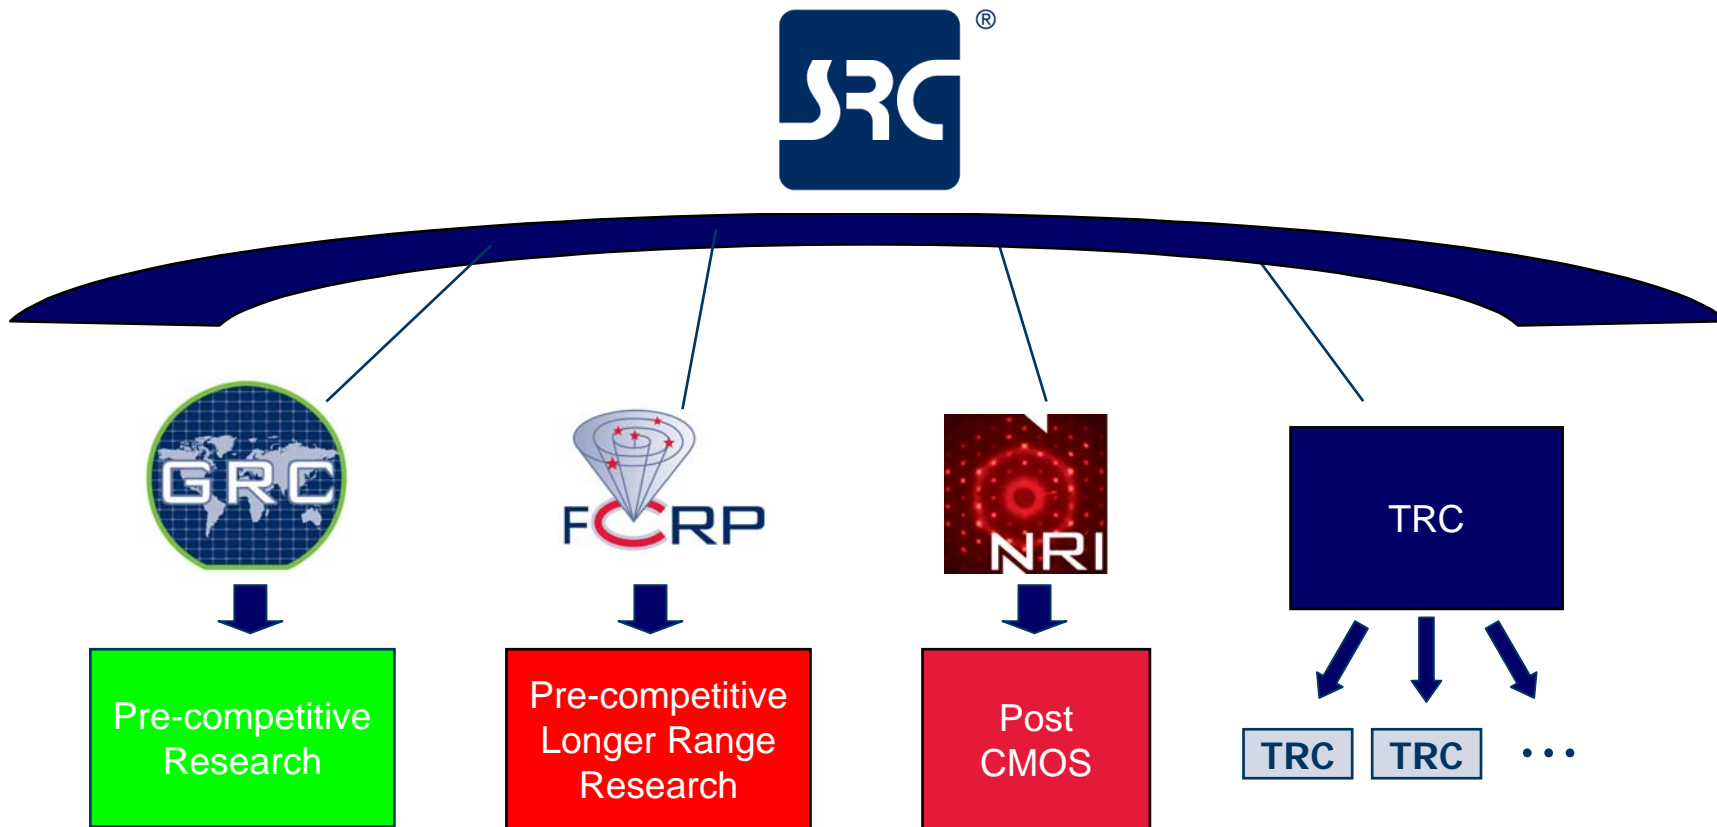 SRC
®
GRC
FCRP
NRI
TRC
Pre-competitive
Research
Pre-competitive
Longer Range
Research
Post
CMOS
TRC
TRC
...